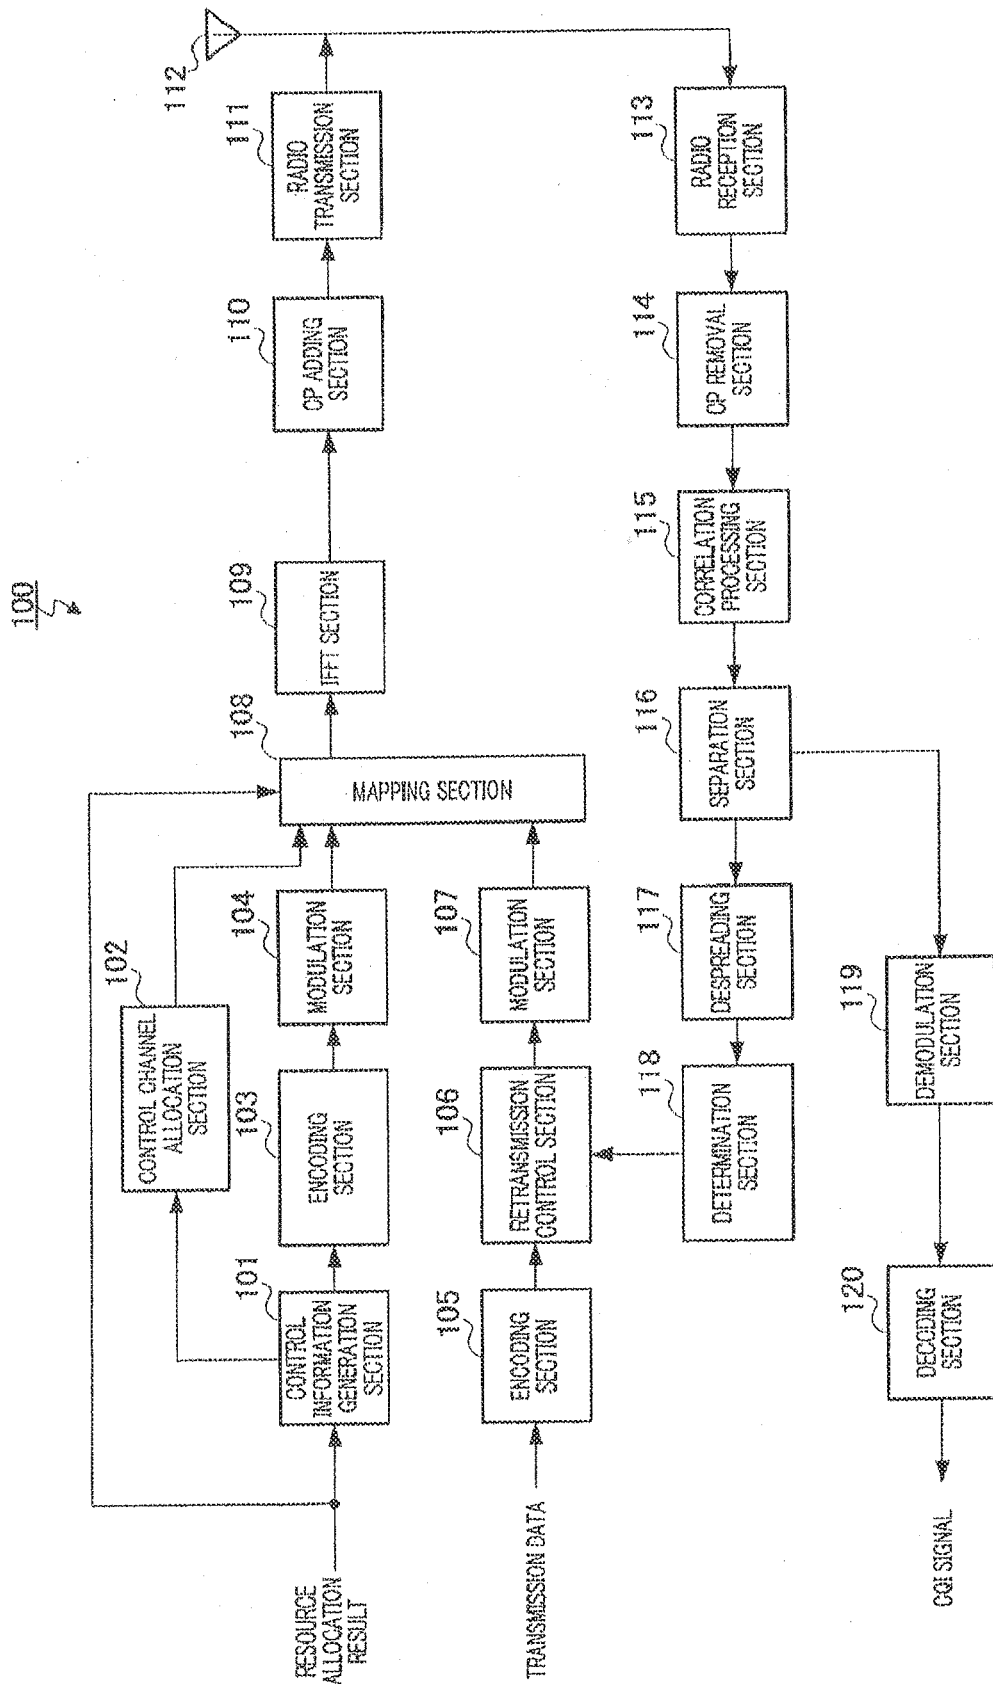 100
RESOURCE
ALLOCATION
RESULT
101
CONTROL
INFORMATION
GENERATION
SECTION
102
CONTROL CHANNEL
ALLOCATION
SECTION
103
ENCODING
SECTION
104
MODULATION
SECTION
TRANSMISSION DATA
105
ENCODING
SECTION
106
RETRANSMISSION
CONTROL SECTION
107
MODULATION
SECTION
108
MAPPING SECTION
109
IFFT SECTION
110
CP ADDING
SECTION
111
RADIO
TRANSMISSION
SECTION
112
113
RADIO
RECEPTION
SECTION
114
CP REMOVAL
SECTION
115
CORRELATION
PROCESSING
SECTION
116
SEPARATION
SECTION
117
DESPREADING
SECTION
118
DETERMINATION
SECTION
119
DEMODULATION
SECTION
120
DECODING
SECTION
CQI SIGNAL